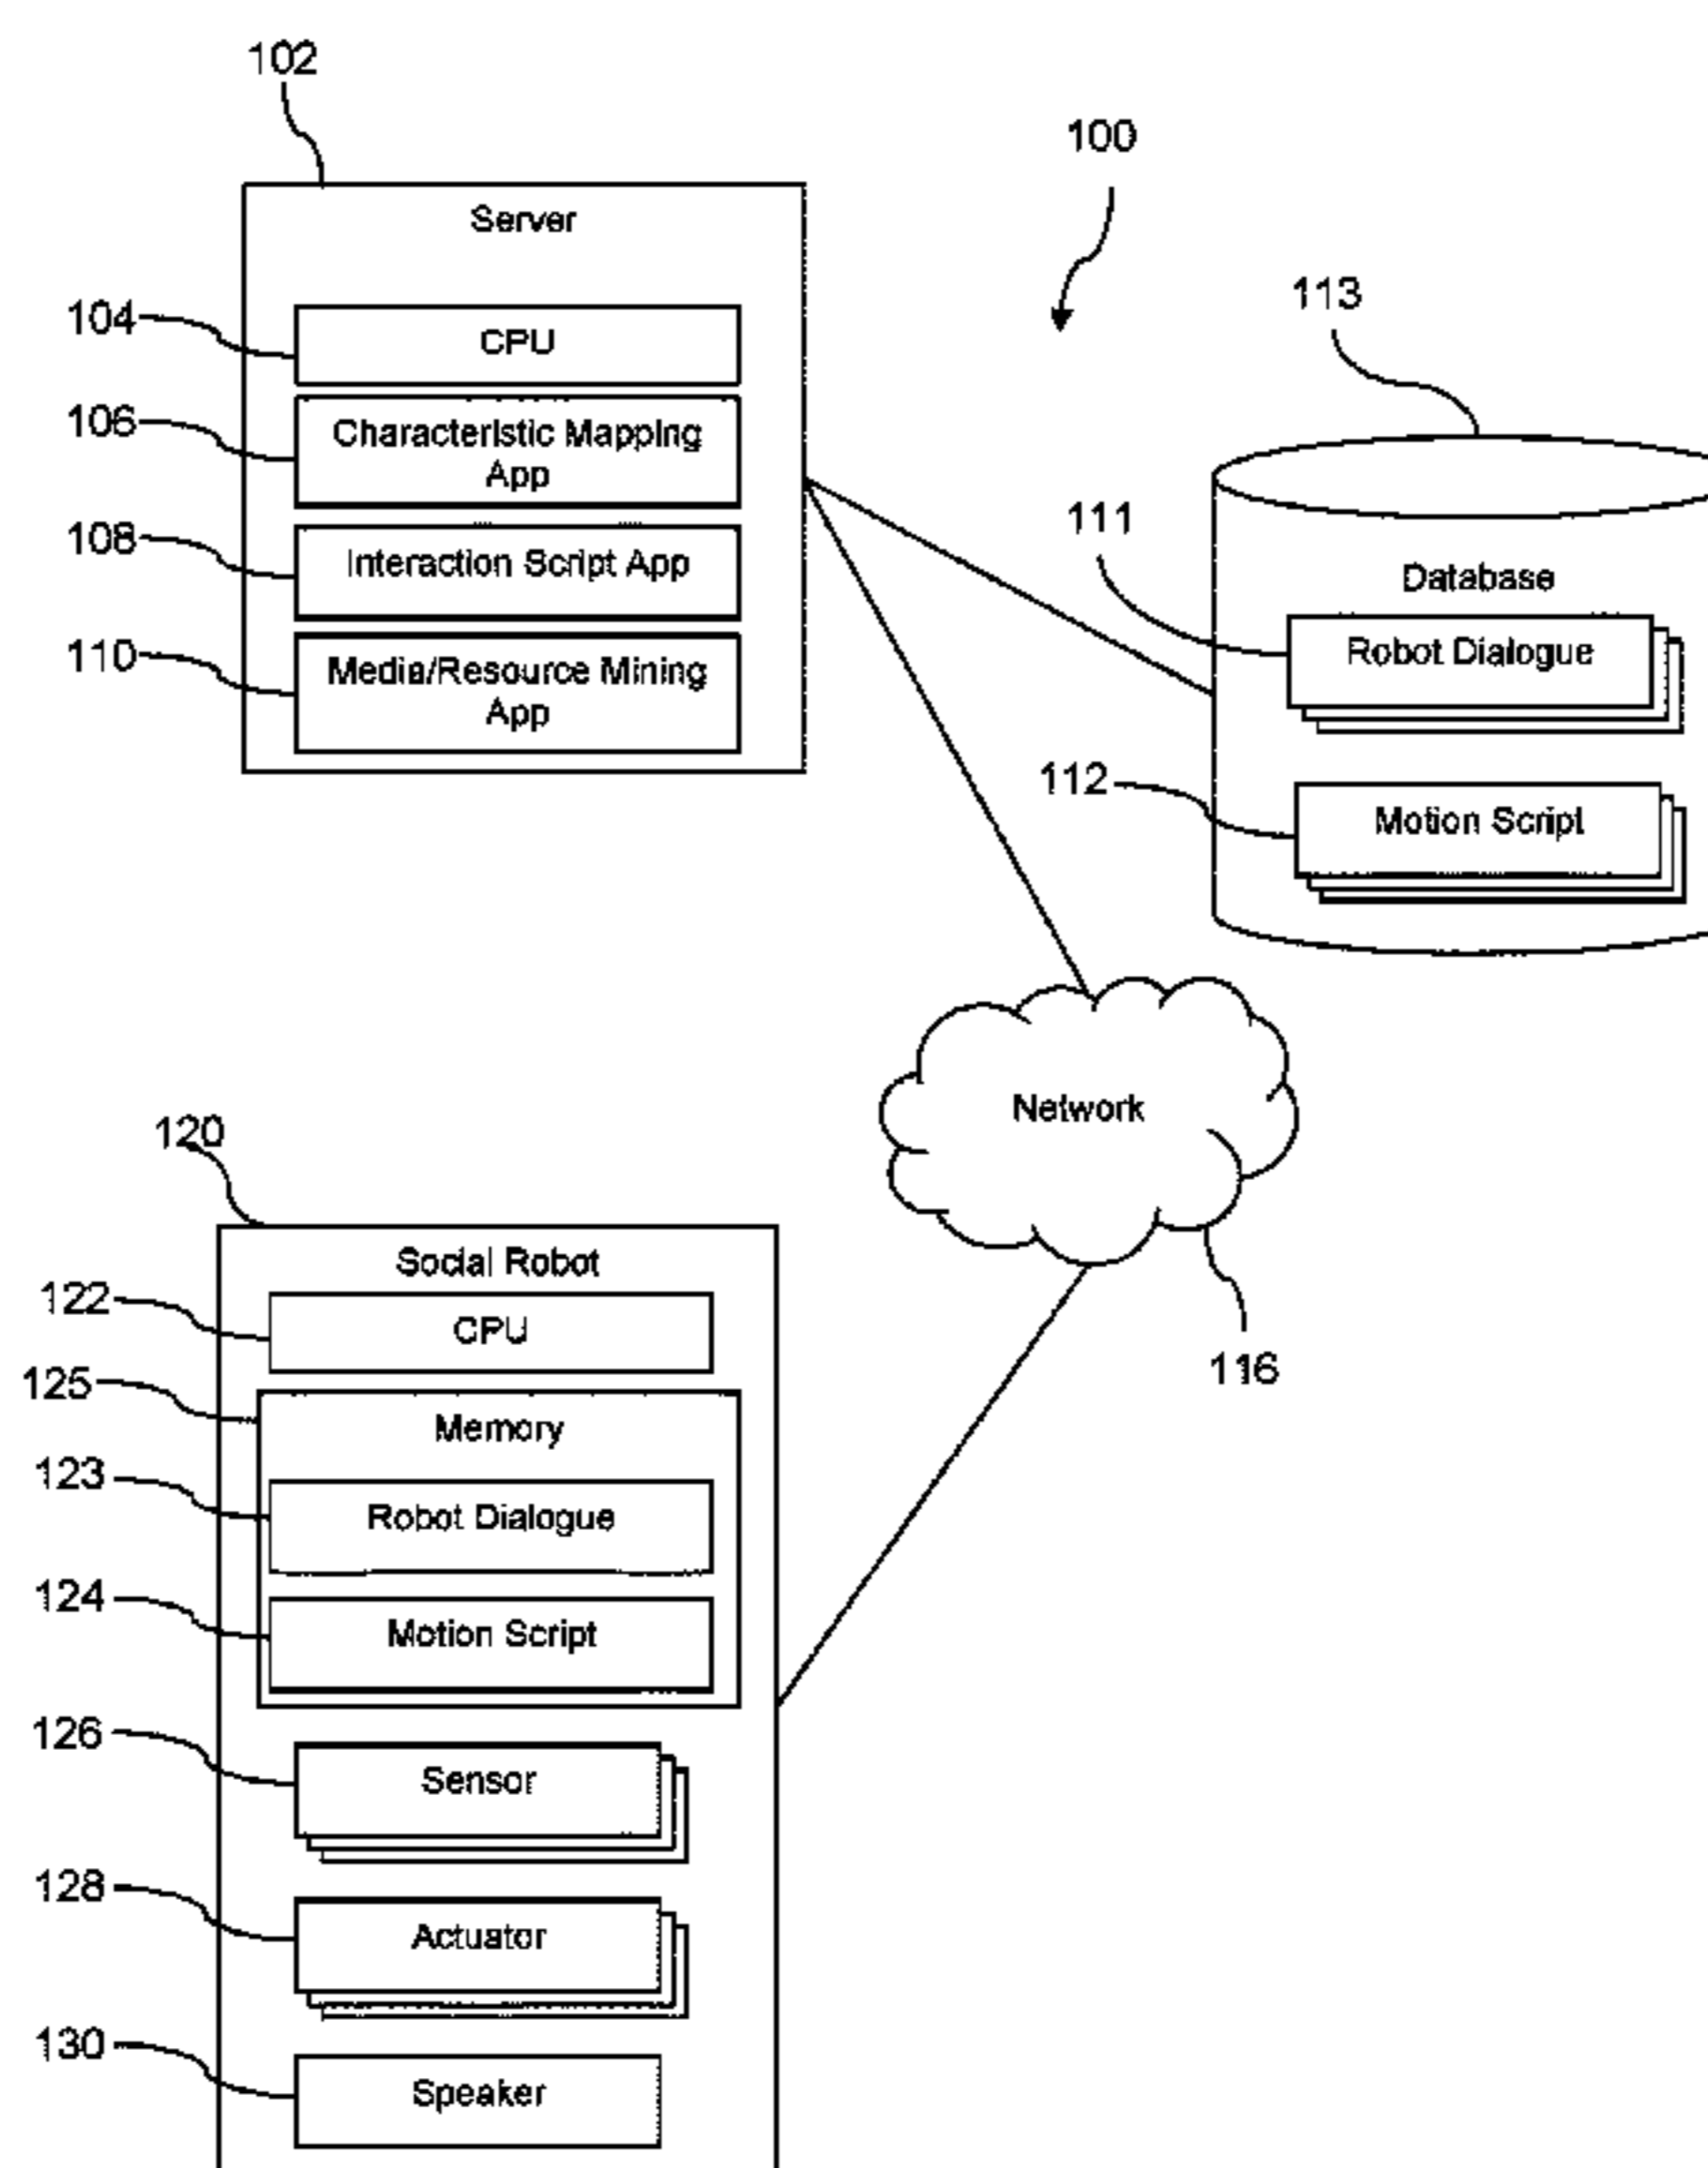 102
100
Server
113
104
CPU
106
Characteristic Mapping
App
111
108
Interaction Script App
Database
110
Media/Resource Mining
App
Robot Dialogue
112
Motion Script
Network
120
Social Robot
122
CPU
116
125
Memory
123
Robot Dialogue
124
Motion Script
126
Sensor
128
Actuator
130
Speaker